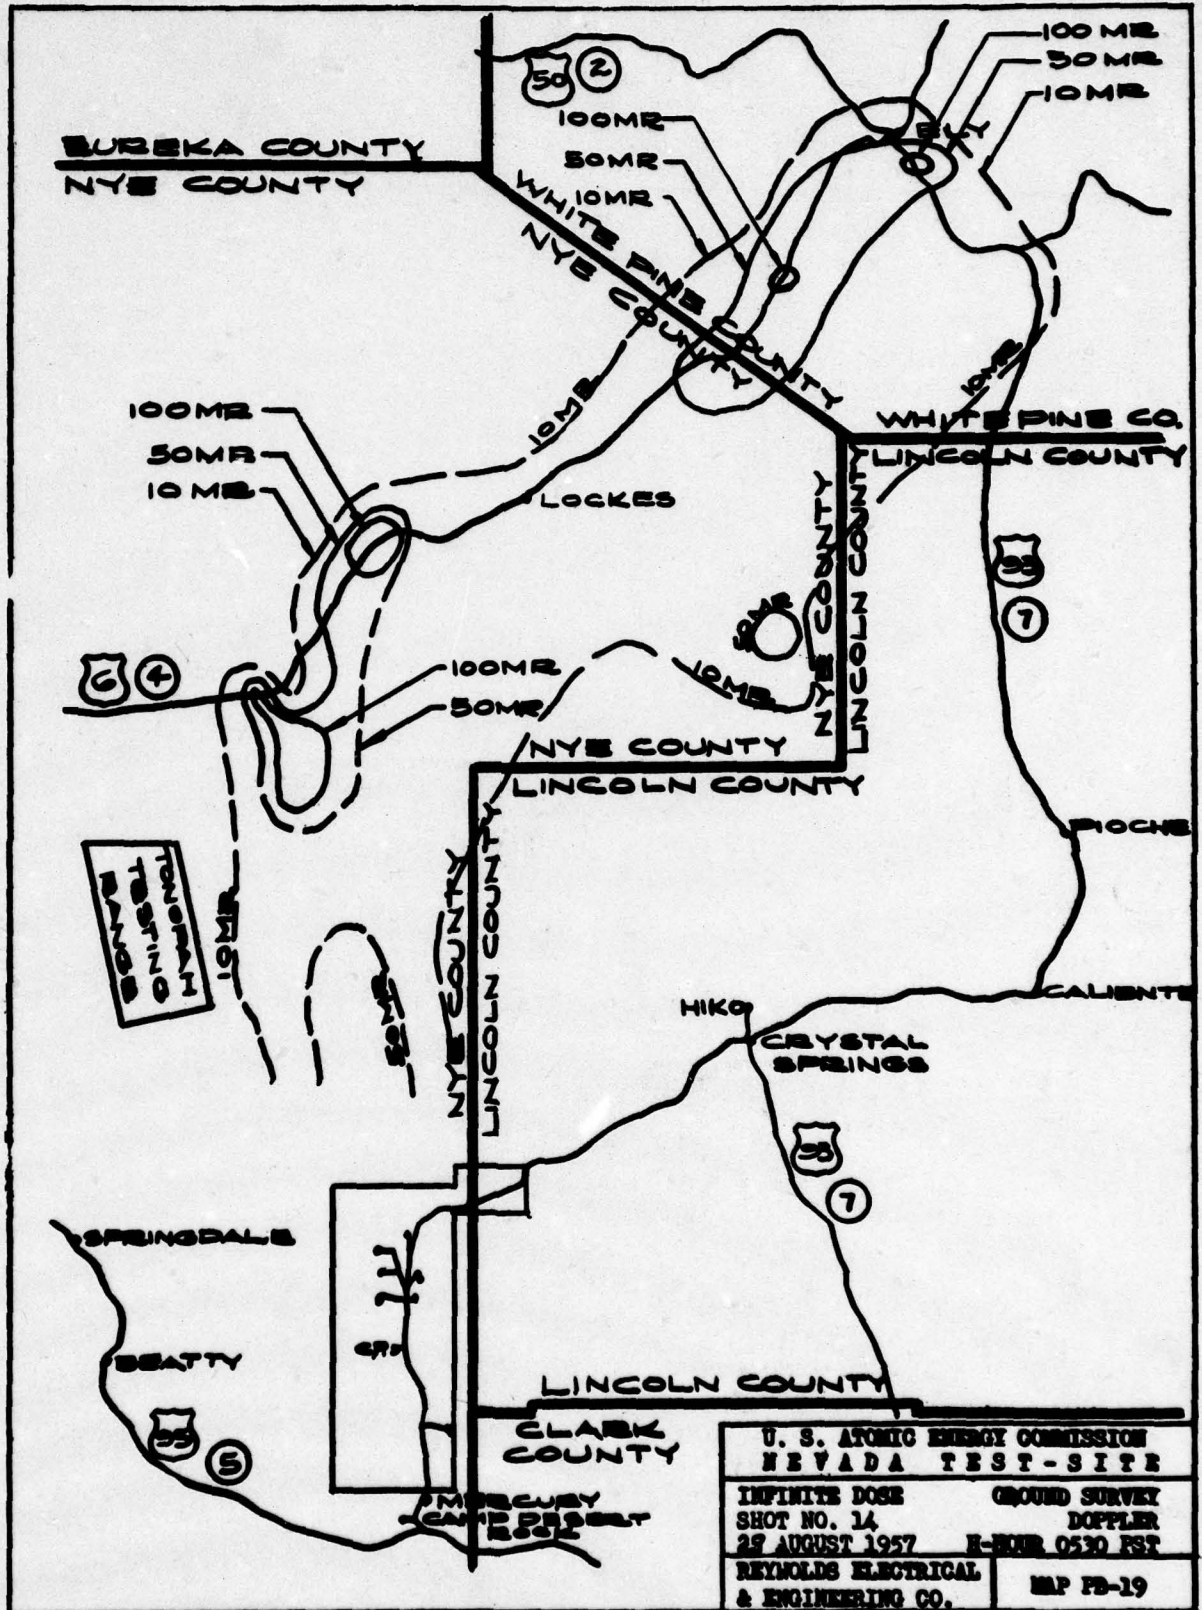 100 MR
50 MR
10 MR
50
2
100MR
50MR
10MR
ELY
EUREKA COUNTY
NYE COUNTY
WHITE PINE COUNTY
NYE COUNTY
10MR
10MR
100MR
50MR
10 MR
WHITE PINE CO.
LINCOLN COUNTY
LOCKES
NYE COUNTY
LINCOLN COUNTY
93
7
50MR
10MR
6
4
100MR
50MR
NYE COUNTY
LINCOLN COUNTY
PIOCHE
TONOPAH
TESTING
RANGE
10MR
50MR
NYE COUNTY
LINCOLN COUNTY
HIKO
CALIENTE
CRYSTAL
SPRINGS
93
7
SPRINGDALE
BEATTY
95
5
LINCOLN COUNTY
CLARK
COUNTY
MERCURY
CAMP DESERT
ROCK
U. S. ATOMIC ENERGY COMMISSION
NEVADA TEST-SITE
INFINITE DOSE GROUND SURVEY
SHOT NO. 14 DOPPLER
AUGUST 1957 H-HOUR 0530 PST
REYNOLDS ELECTRICAL
& ENGINEERING CO.
MAP PB-19